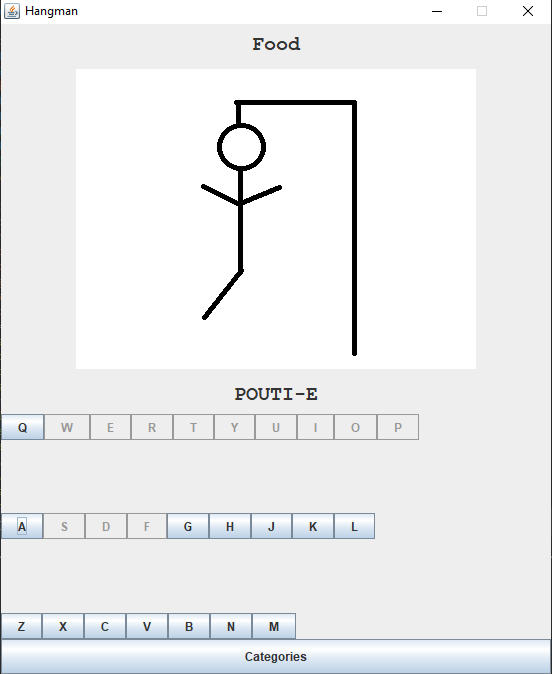 Hangman
Food
POUTI-E
Q W E R T Y U I O P
A S D F G H J K L
Z X C V B N M
Categories